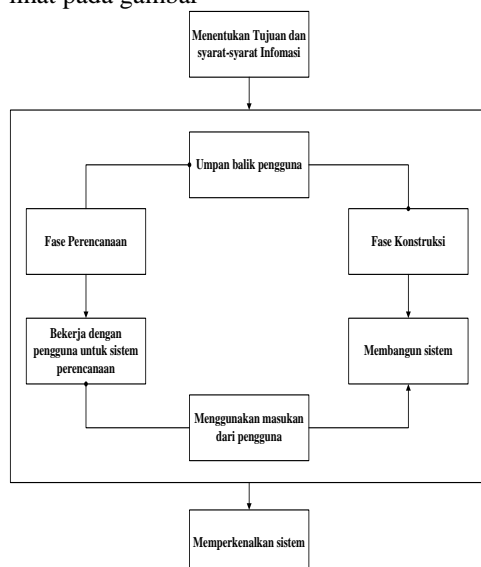 lihat pada gambar
Menentukan Tujuan dan
syarat-syarat Infomasi
Umpan balik pengguna
Fase Perencanaan
Fase Konstruksi
Bekerja dengan
pengguna untuk sistem
perencanaan
Membangun sistem
Menggunakan masukan
dari pengguna
Memperkenalkan sistem